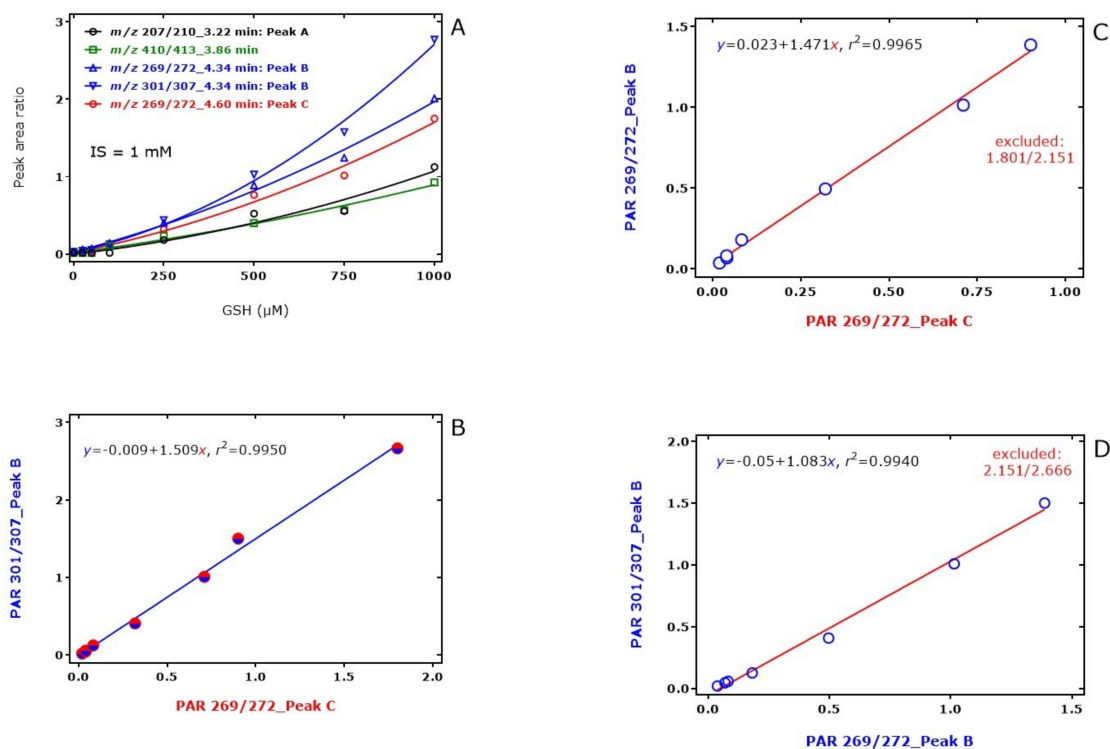 A
m/z 207/210_3.22 min: Peak A
m/z 410/413_3.86 min
m/z 269/272_4.34 min: Peak B
m/z 301/307_4.34 min: Peak B
m/z 269/272_4.60 min: Peak C
IS = 1 mM
Peak area ratio
3
2
1
0
0 250 500 750 1000
GSH (µM)
C
y=0.023+1.471x, r²=0.9965
excluded:
1.801/2.151
PAR 269/272_Peak B
1.5
1.0
0.5
0.0
0.00 0.25 0.50 0.75 1.00
PAR 269/272_Peak C
B
y=-0.009+1.509x, r²=0.9950
PAR 301/307_Peak B
3
2
1
0
0.0 0.5 1.0 1.5 2.0
PAR 269/272_Peak C
D
y=-0.05+1.083x, r²=0.9940
excluded:
2.151/2.666
PAR 301/307_Peak B
2.0
1.5
1.0
0.5
0.0
0.0 0.5 1.0 1.5
PAR 269/272_Peak B